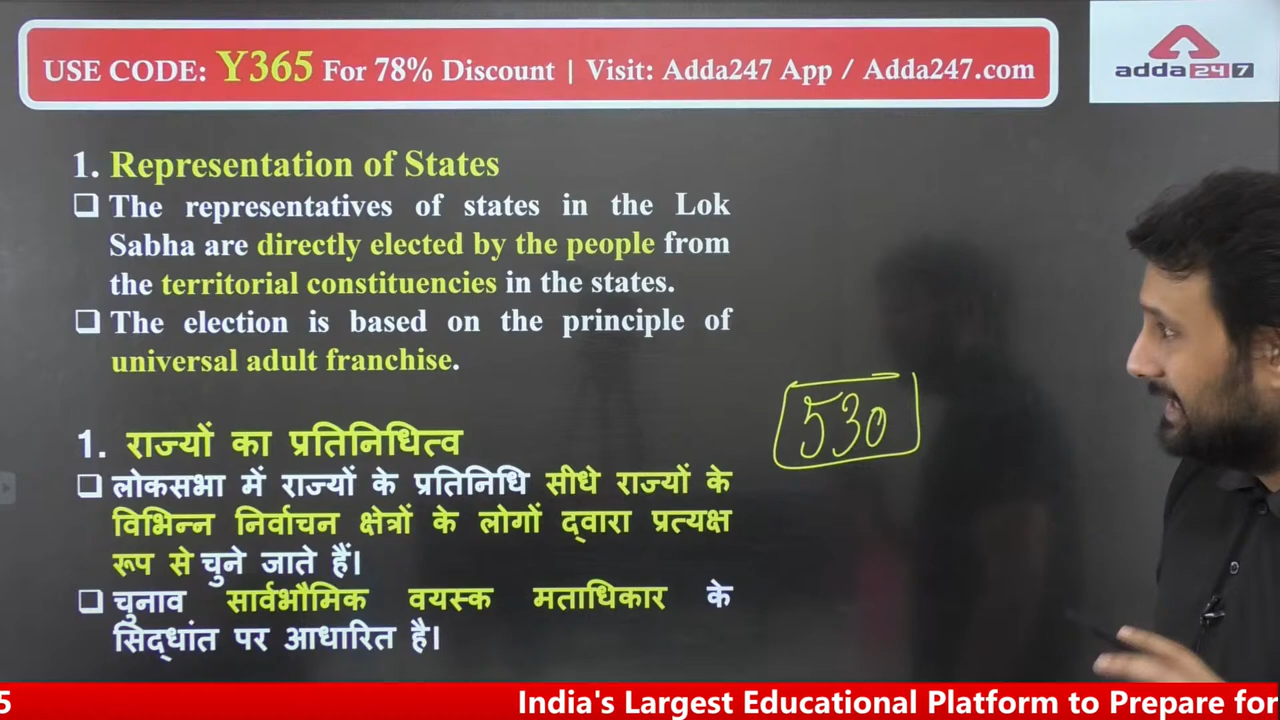 USE CODE: Y365 For 78% Discount | Visit: Adda247 App / Adda247.com
adda247
1. Representation of States
❑ The representatives of states in the Lok
Sabha are directly elected by the people from
the territorial constituencies in the states.
❑ The election is based on the principle of
universal adult franchise.
530
1. राज्यों का प्रतिनिधित्व
❑ लोकसभा में राज्यों के प्रतिनिधि सीधे राज्यों के
विभिन्न निर्वाचन क्षेत्रों के लोगों द्वारा प्रत्यक्ष
रूप से चुने जाते हैं।
❑ चुनाव सार्वभौमिक वयस्क मताधिकार के
सिद्धांत पर आधारित है।
5 India's Largest Educational Platform to Prepare for